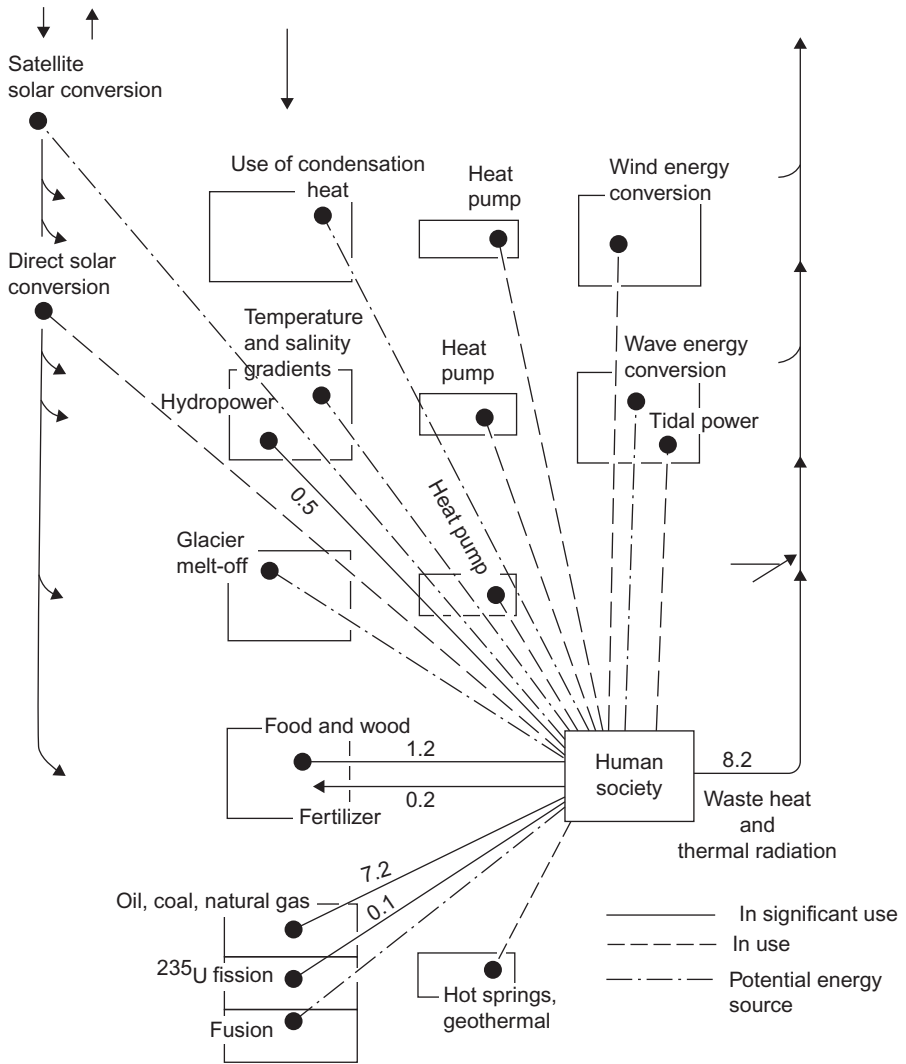 Satellite
solar conversion
Use of condensation
heat
Heat
pump
Wind energy
conversion
Direct solar
conversion
Temperature
and salinity
gradients
Heat
pump
Wave energy
conversion
Hydropower
Tidal power
0.5
Heat pump
Glacier
melt-off
Food and wood
1.2
0.2
Fertilizer
Human
society
8.2
Waste heat
and
thermal radiation
7.2
0.1
Oil, coal, natural gas
235U fission
Fusion
Hot springs,
geothermal
In significant use
In use
Potential energy
source